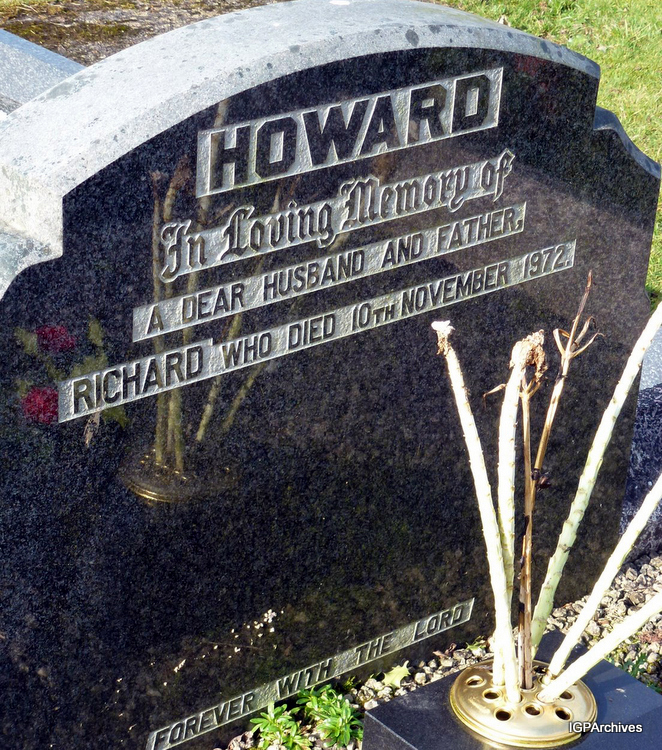 HOWARD
In Loving Memory of
A DEAR HUSBAND AND FATHER.
RICHARD WHO DIED 10TH NOVEMBER 1972.
FOREVER WITH THE LORD
IGPArchives